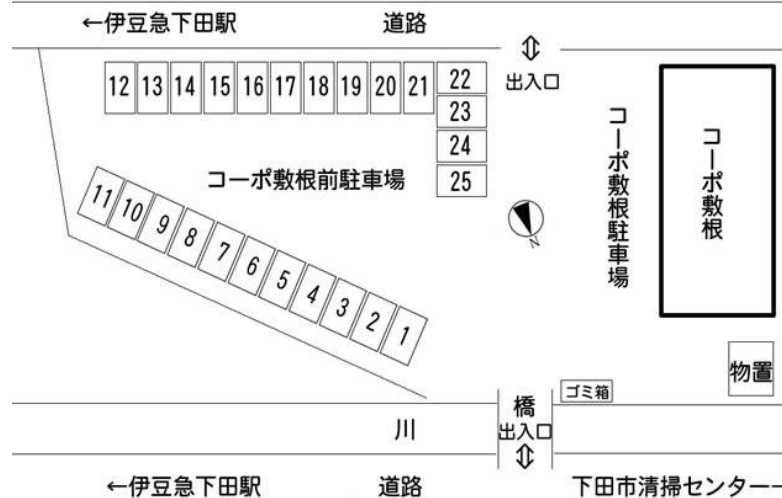 ←伊豆急下田駅 道路
12 13 14 15 16 17 18 19 20 21 22
23
24
25
出入口
コーポ敷根前駐車場
コーポ敷根駐車場
コーポ敷根
N
11 10 9 8 7 6 5 4 3 2 1
物置
ゴミ箱
川
橋
出入口
←伊豆急下田駅 道路 下田市清掃センター→